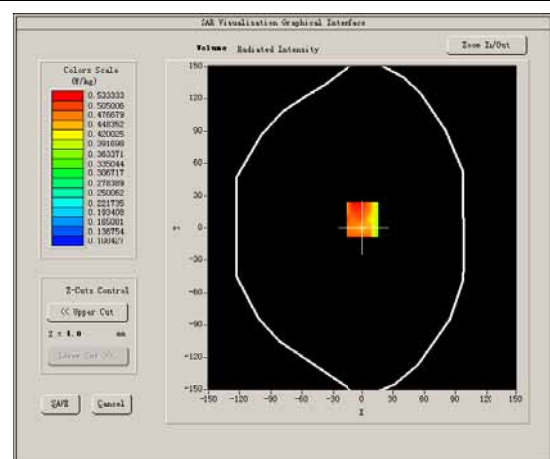 SAR Visualisation Graphical Interface
Volume Radiated Intensity
Zoom In/Out
Colors Scale
(W/kg)
0.533333
0.505006
0.476679
0.448352
0.420025
0.391698
0.363371
0.335044
0.306717
0.278389
0.250062
0.221735
0.193408
0.165081
0.136754
0.108427
150
120
90
60
30
0
-30
-60
-90
-120
-150
Y
-150 -120 -90 -60 -30 0 30 60 90 120 150
X
Z-Cuts Control
<< Upper Cut
Z = 4.0 mm
Lower Cut >>
SAVE Cancel